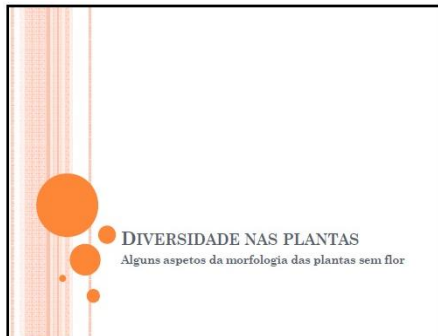 DIVERSIDADE NAS PLANTAS
Alguns aspetos da morfologia das plantas sem flor